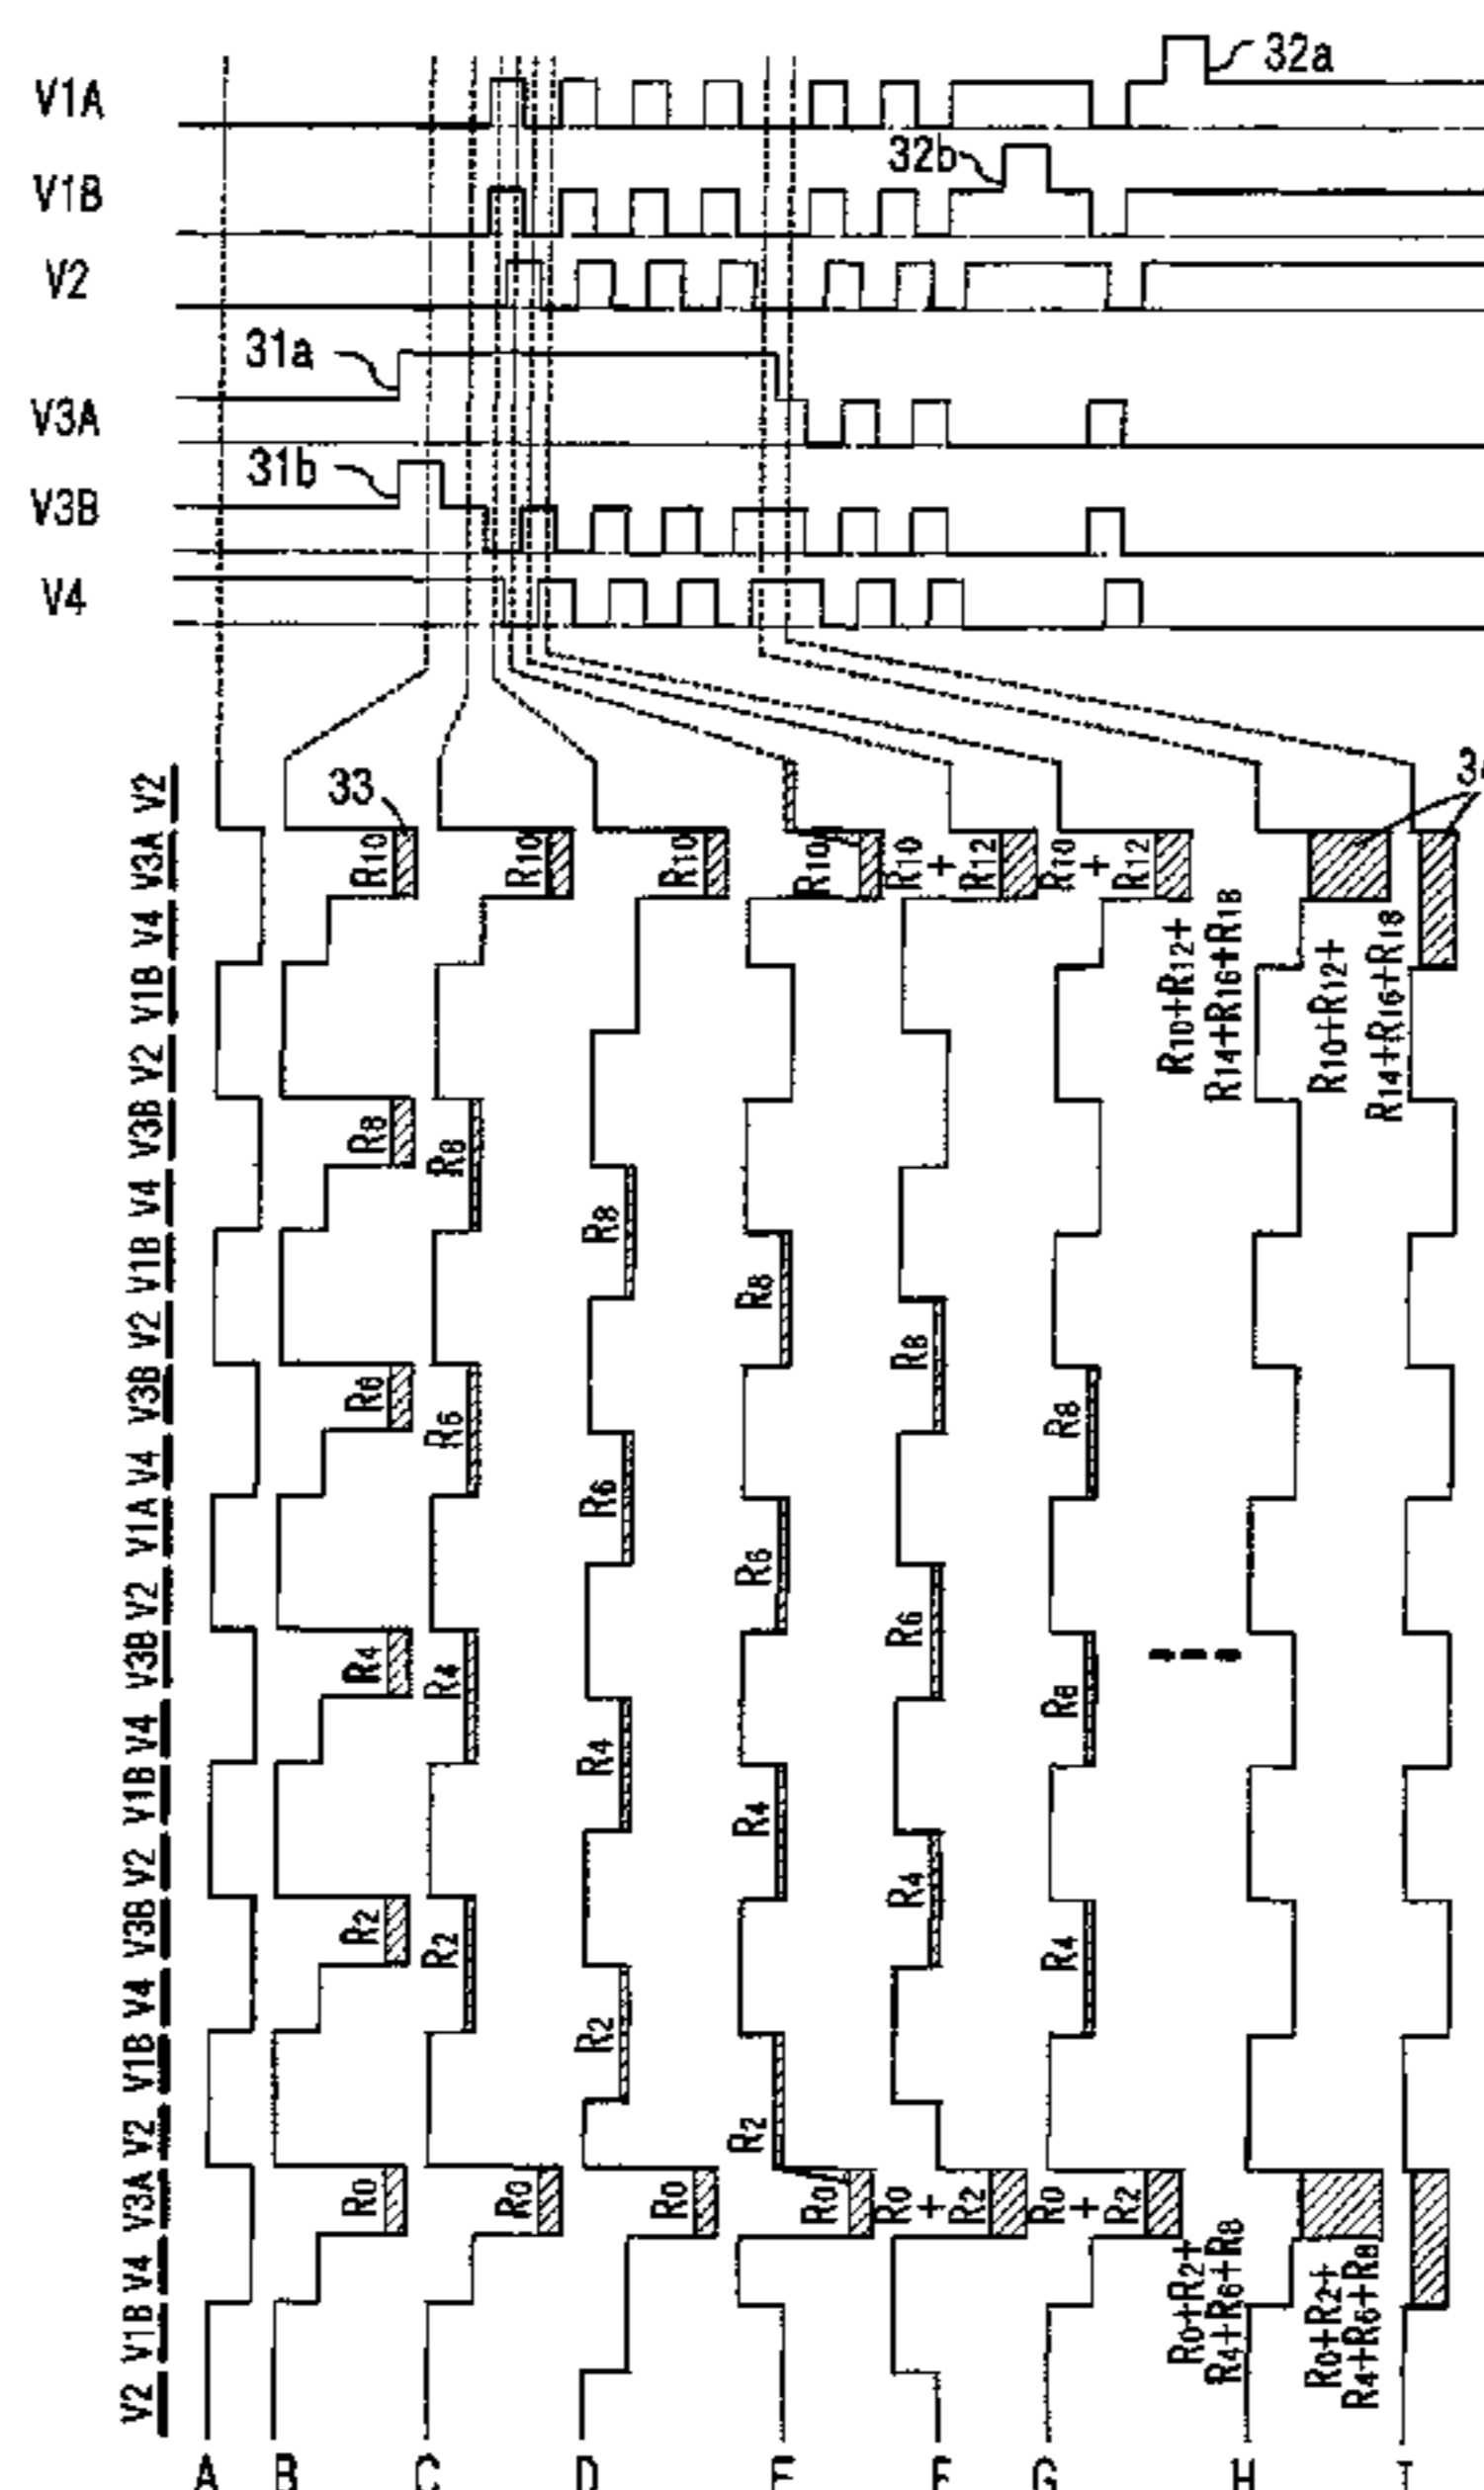 V1A
32a
V1B
32b
V2
31a
V3A
31b
V3B
V4
33
V2
V3A
V4
V1B
V2
V3B
V4
V1B
V2
V3B
V4
V1A
V2
V3B
V4
V1B
V2
V3B
V4
V1B
V2
V3A
V4
V1B
V2
R10
R10
R10
R10
R10
+
R12
R10
+
R12
R10+R12+
R14+R16+R18
R10+R12+
R14+R16+R18
R8
R8
R8
R8
R8
R8
R6
R6
R6
R6
R6
R4
R4
R4
R4
R4
R4
R2
R2
R2
R2
R0
R0
R0
R0
R0
+
R2
R0
+
R2
R0+R2+
R4+R6+R8
R0+R2+
R4+R6+R8
A
B
C
D
F
G
H
I